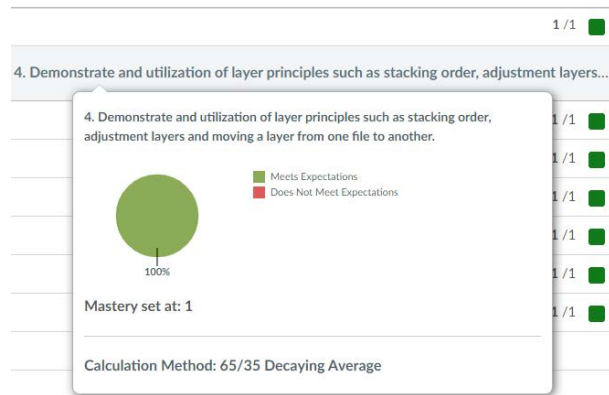 1 /1
4. Demonstrate and utilization of layer principles such as stacking order, adjustment layers...
4. Demonstrate and utilization of layer principles such as stacking order,
adjustment layers and moving a layer from one file to another.
1 /1
1 /1
Meets Expectations
Does Not Meet Expectations
1 /1
1 /1
100%
1 /1
Mastery set at: 1
1 /1
Calculation Method: 65/35 Decaying Average